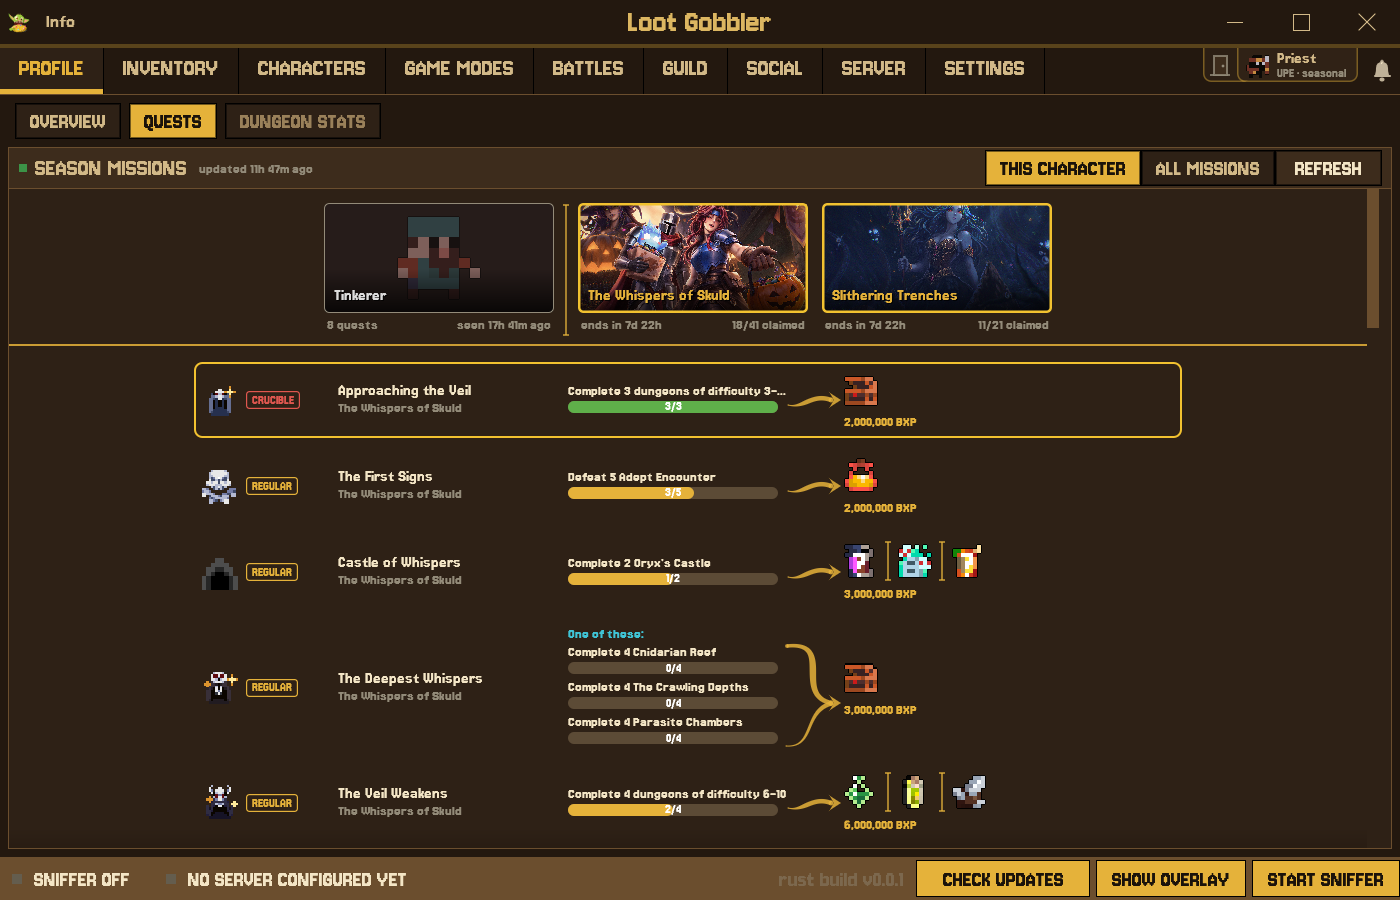 Info
Loot Gobbler
PROFILE
INVENTORY
CHARACTERS
GAME MODES
BATTLES
GUILD
SOCIAL
SERVER
SETTINGS
Priest
UPE · seasonal
OVERVIEW
QUESTS
DUNGEON STATS
SEASON MISSIONS
updated 11h 47m ago
THIS CHARACTER
ALL MISSIONS
REFRESH
Tinkerer
8 quests
seen 17h 41m ago
The Whispers of Skuld
ends in 7d 22h
18/41 claimed
Slithering Trenches
ends in 7d 22h
11/21 claimed
CRUCIBLE
Approaching the Veil
The Whispers of Skuld
Complete 3 dungeons of difficulty 3-...
3/3
2,000,000 BXP
REGULAR
The First Signs
The Whispers of Skuld
Defeat 5 Adept Encounter
3/5
2,000,000 BXP
REGULAR
Castle of Whispers
The Whispers of Skuld
Complete 2 Oryx's Castle
1/2
3,000,000 BXP
REGULAR
The Deepest Whispers
The Whispers of Skuld
One of these:
Complete 4 Cnidarian Reef
0/4
Complete 4 The Crawling Depths
0/4
Complete 4 Parasite Chambers
0/4
3,000,000 BXP
REGULAR
The Veil Weakens
The Whispers of Skuld
Complete 4 dungeons of difficulty 6-10
2/4
6,000,000 BXP
SNIFFER OFF
NO SERVER CONFIGURED YET
rust build v0.0.1
CHECK UPDATES
SHOW OVERLAY
START SNIFFER